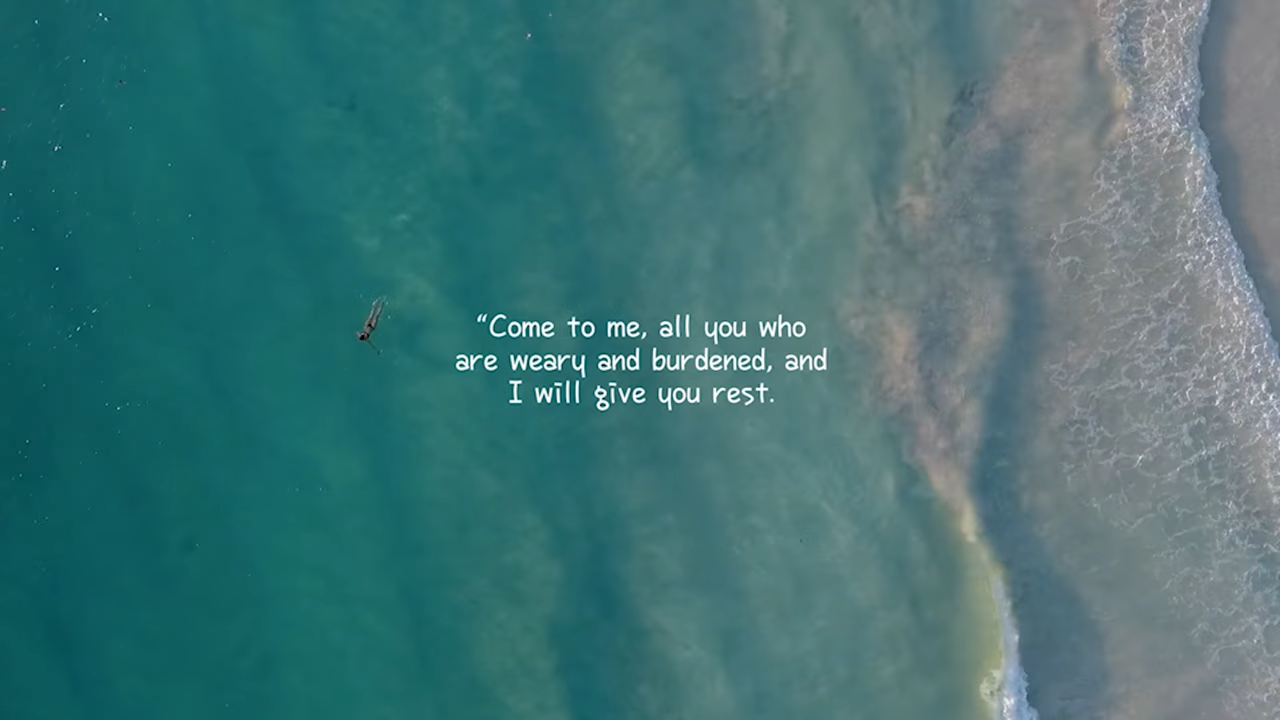 “Come to me, all you who
are weary and burdened, and
I will give you rest.